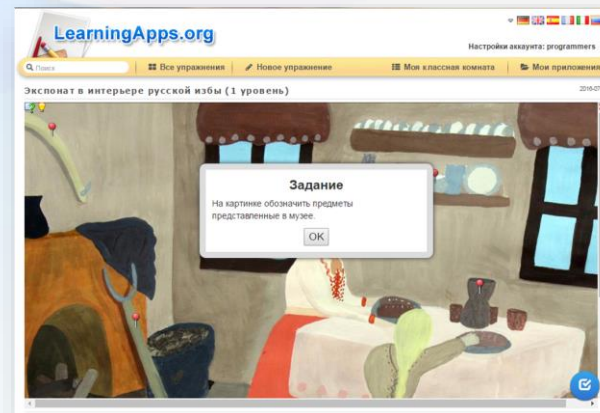 LearningApps.org
Настройки аккаунта: programmers
Поиск
Все упражнения
Новое упражнение
Моя классная комната
Мои приложения
Экспонат в интерьере русской избы (1 уровень)
2016-07
Задание
На картинке обозначить предметы
представленные в музее.
OK